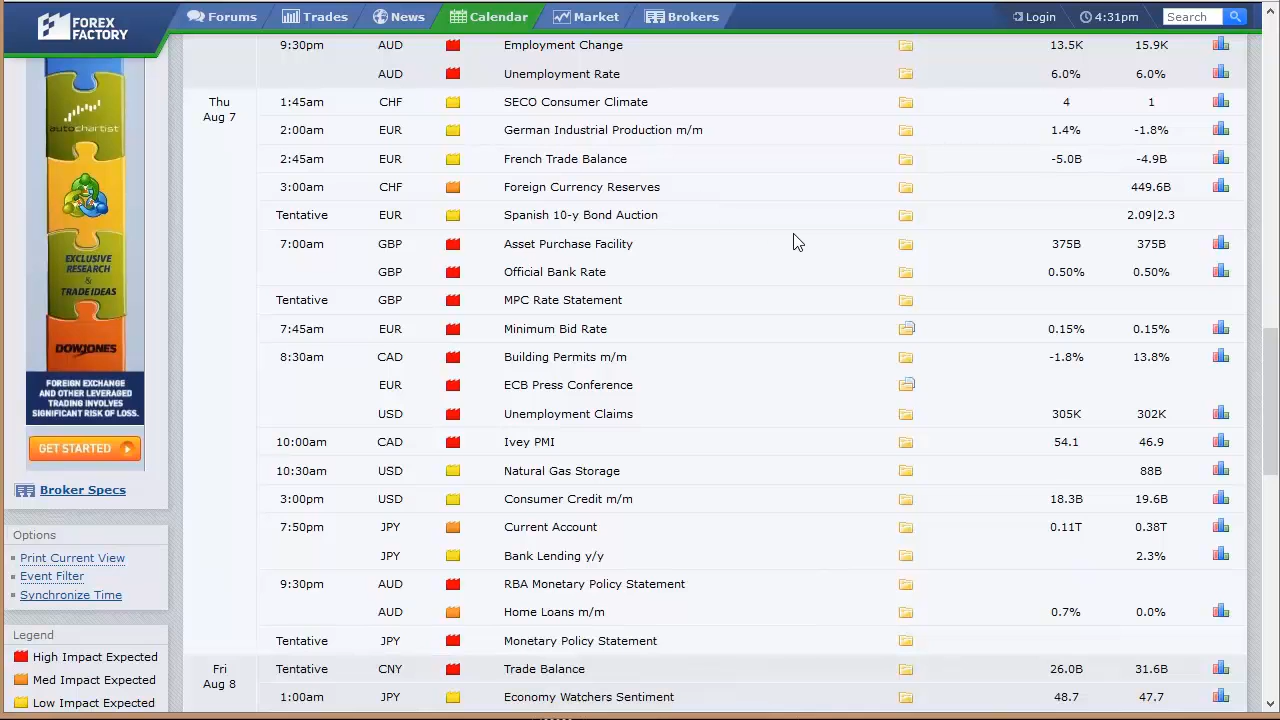 FOREX FACTORY
Forums Trades News Calendar Market Brokers Login 4:31pm Search
9:30pm AUD Employment Change 13.5K 15.9K
AUD Unemployment Rate 6.0% 6.0%
Thu Aug 7
1:45am CHF SECO Consumer Climate 4 1
2:00am EUR German Industrial Production m/m 1.4% -1.8%
2:45am EUR French Trade Balance -5.0B -4.9B
3:00am CHF Foreign Currency Reserves 449.6B
Tentative EUR Spanish 10-y Bond Auction 2.09|2.3
7:00am GBP Asset Purchase Facility 375B 375B
GBP Official Bank Rate 0.50% 0.50%
Tentative GBP MPC Rate Statement
7:45am EUR Minimum Bid Rate 0.15% 0.15%
8:30am CAD Building Permits m/m -1.8% 13.8%
EUR ECB Press Conference
USD Unemployment Claims 305K 302K
10:00am CAD Ivey PMI 54.1 46.9
10:30am USD Natural Gas Storage 88B
3:00pm USD Consumer Credit m/m 18.3B 19.6B
7:50pm JPY Current Account 0.11T 0.38T
JPY Bank Lending y/y 2.3%
9:30pm AUD RBA Monetary Policy Statement
AUD Home Loans m/m 0.7% 0.0%
Tentative JPY Monetary Policy Statement
Fri Aug 8
Tentative CNY Trade Balance 26.0B 31.6B
1:00am JPY Economy Watchers Sentiment 48.7 47.7
autochartist
EXCLUSIVE
RESEARCH
&
TRADE IDEAS
DOWJONES
FOREIGN EXCHANGE
AND OTHER LEVERAGED
TRADING INVOLVES
SIGNIFICANT RISK OF LOSS.
GET STARTED
Broker Specs
Options
Print Current View
Event Filter
Synchronize Time
Legend
High Impact Expected
Med Impact Expected
Low Impact Expected